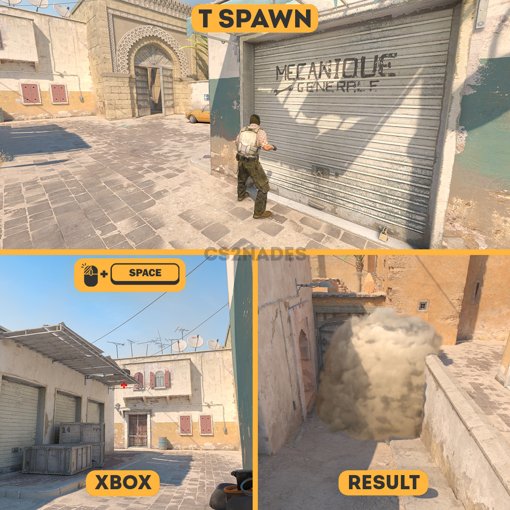 T SPAWN
MECANIQUE
GENERALE
CS2NADES
+ SPACE
XBOX
RESULT